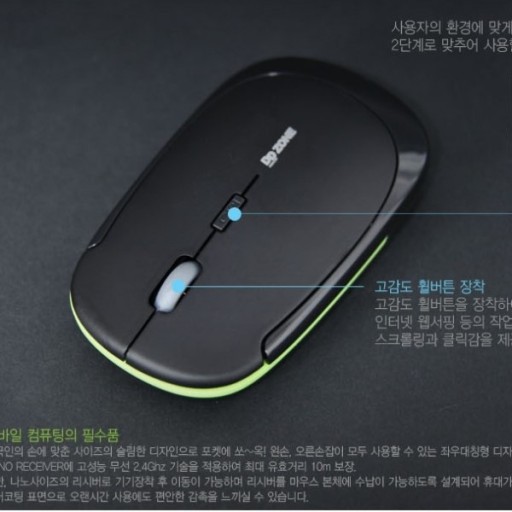 사용자의 환경에 맞게
2단계로 맞추어 사용
DP ZONE
고감도 휠버튼 장착
고감도 휠버튼을 장착하여
인터넷 웹서핑 등의 작업
스크롤링과 클릭감을 제
바일 컴퓨팅의 필수품
국인의 손에 맞춘 사이즈의 슬림한 디자인으로 포켓에 쏘~옥! 왼손, 오른손잡이 모두 사용할 수 있는 좌우대칭형 디자
NO RECEIVER에 고성능 무선 2.4Ghz 기술을 적용하여 최대 유효거리 10m 보장.
한, 나노사이즈의 리시버로 기기장착 후 이동이 가능하며 리시버를 마우스 본체에 수납이 가능하도록 설계되어 휴대가
러코팅 표면으로 오랜시간 사용에도 편안한 감촉을 느끼실 수 있습니다.